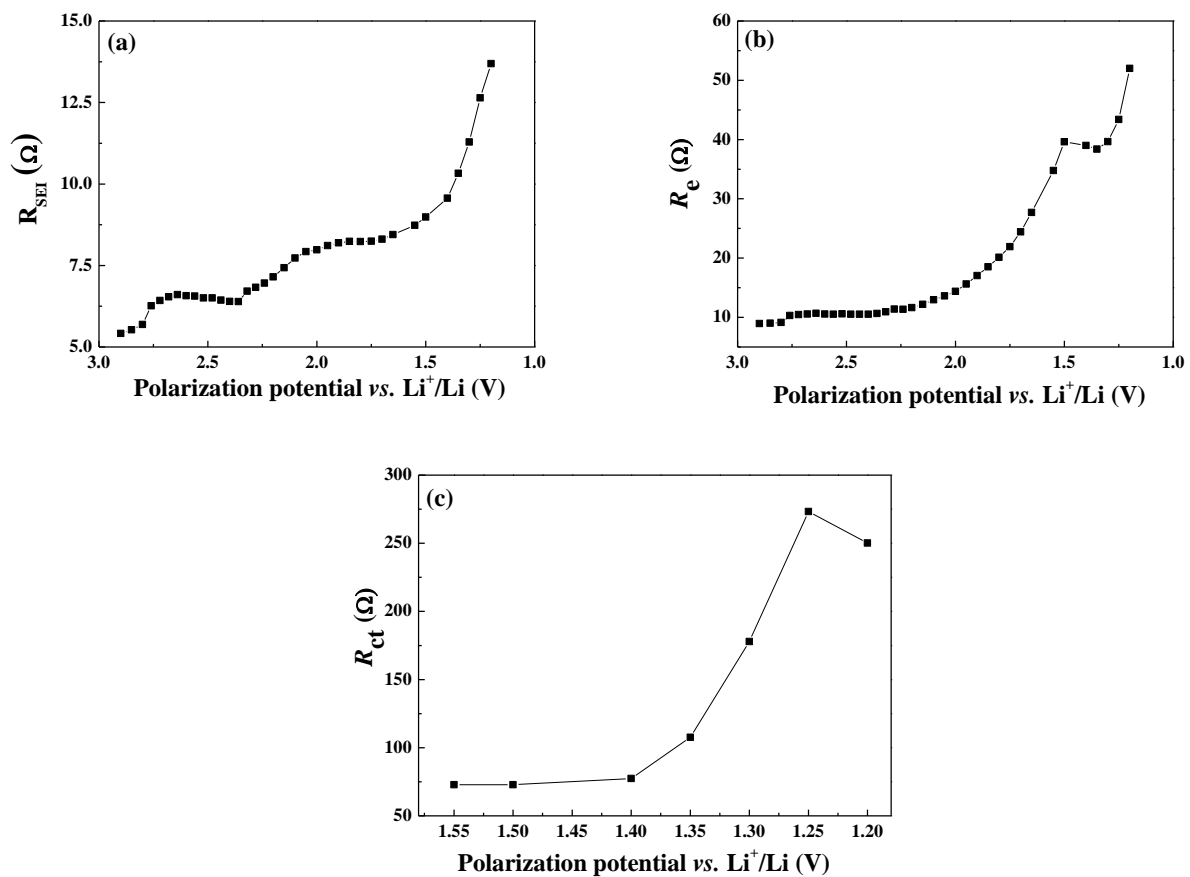 (a)
15.0
12.5
10.0
7.5
5.0
R_SEI (Ω)
3.0 2.5 2.0 1.5 1.0
Polarization potential vs. Li⁺/Li (V)
(b)
60
50
40
30
20
10
R_e (Ω)
3.0 2.5 2.0 1.5 1.0
Polarization potential vs. Li⁺/Li (V)
(c)
300
250
200
150
100
50
R_ct (Ω)
1.55 1.50 1.45 1.40 1.35 1.30 1.25 1.20
Polarization potential vs. Li⁺/Li (V)